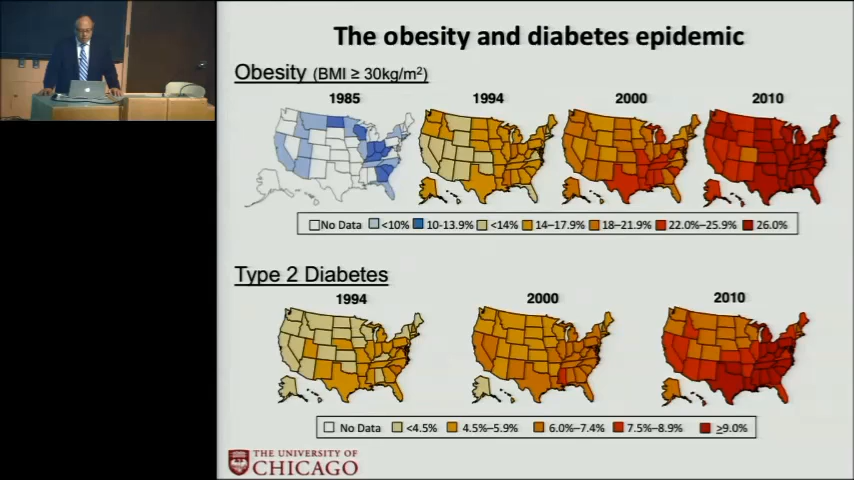 The obesity and diabetes epidemic
Obesity (BMI ≥ 30kg/m²)
1985 1994 2000 2010
No Data <10% 10-13.9% <14% 14–17.9% 18–21.9% 22.0%–25.9% 26.0%
Type 2 Diabetes
1994 2000 2010
No Data <4.5% 4.5%–5.9% 6.0%–7.4% 7.5%–8.9% ≥9.0%
THE UNIVERSITY OF
CHICAGO